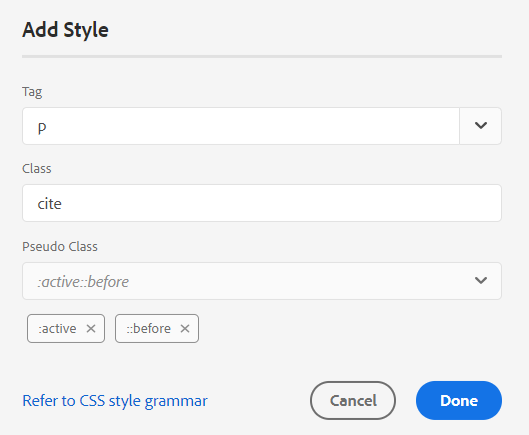 Add Style
Tag
p
Class
cite
Pseudo Class
:active::before
:active ::before
Refer to CSS style grammar Cancel Done